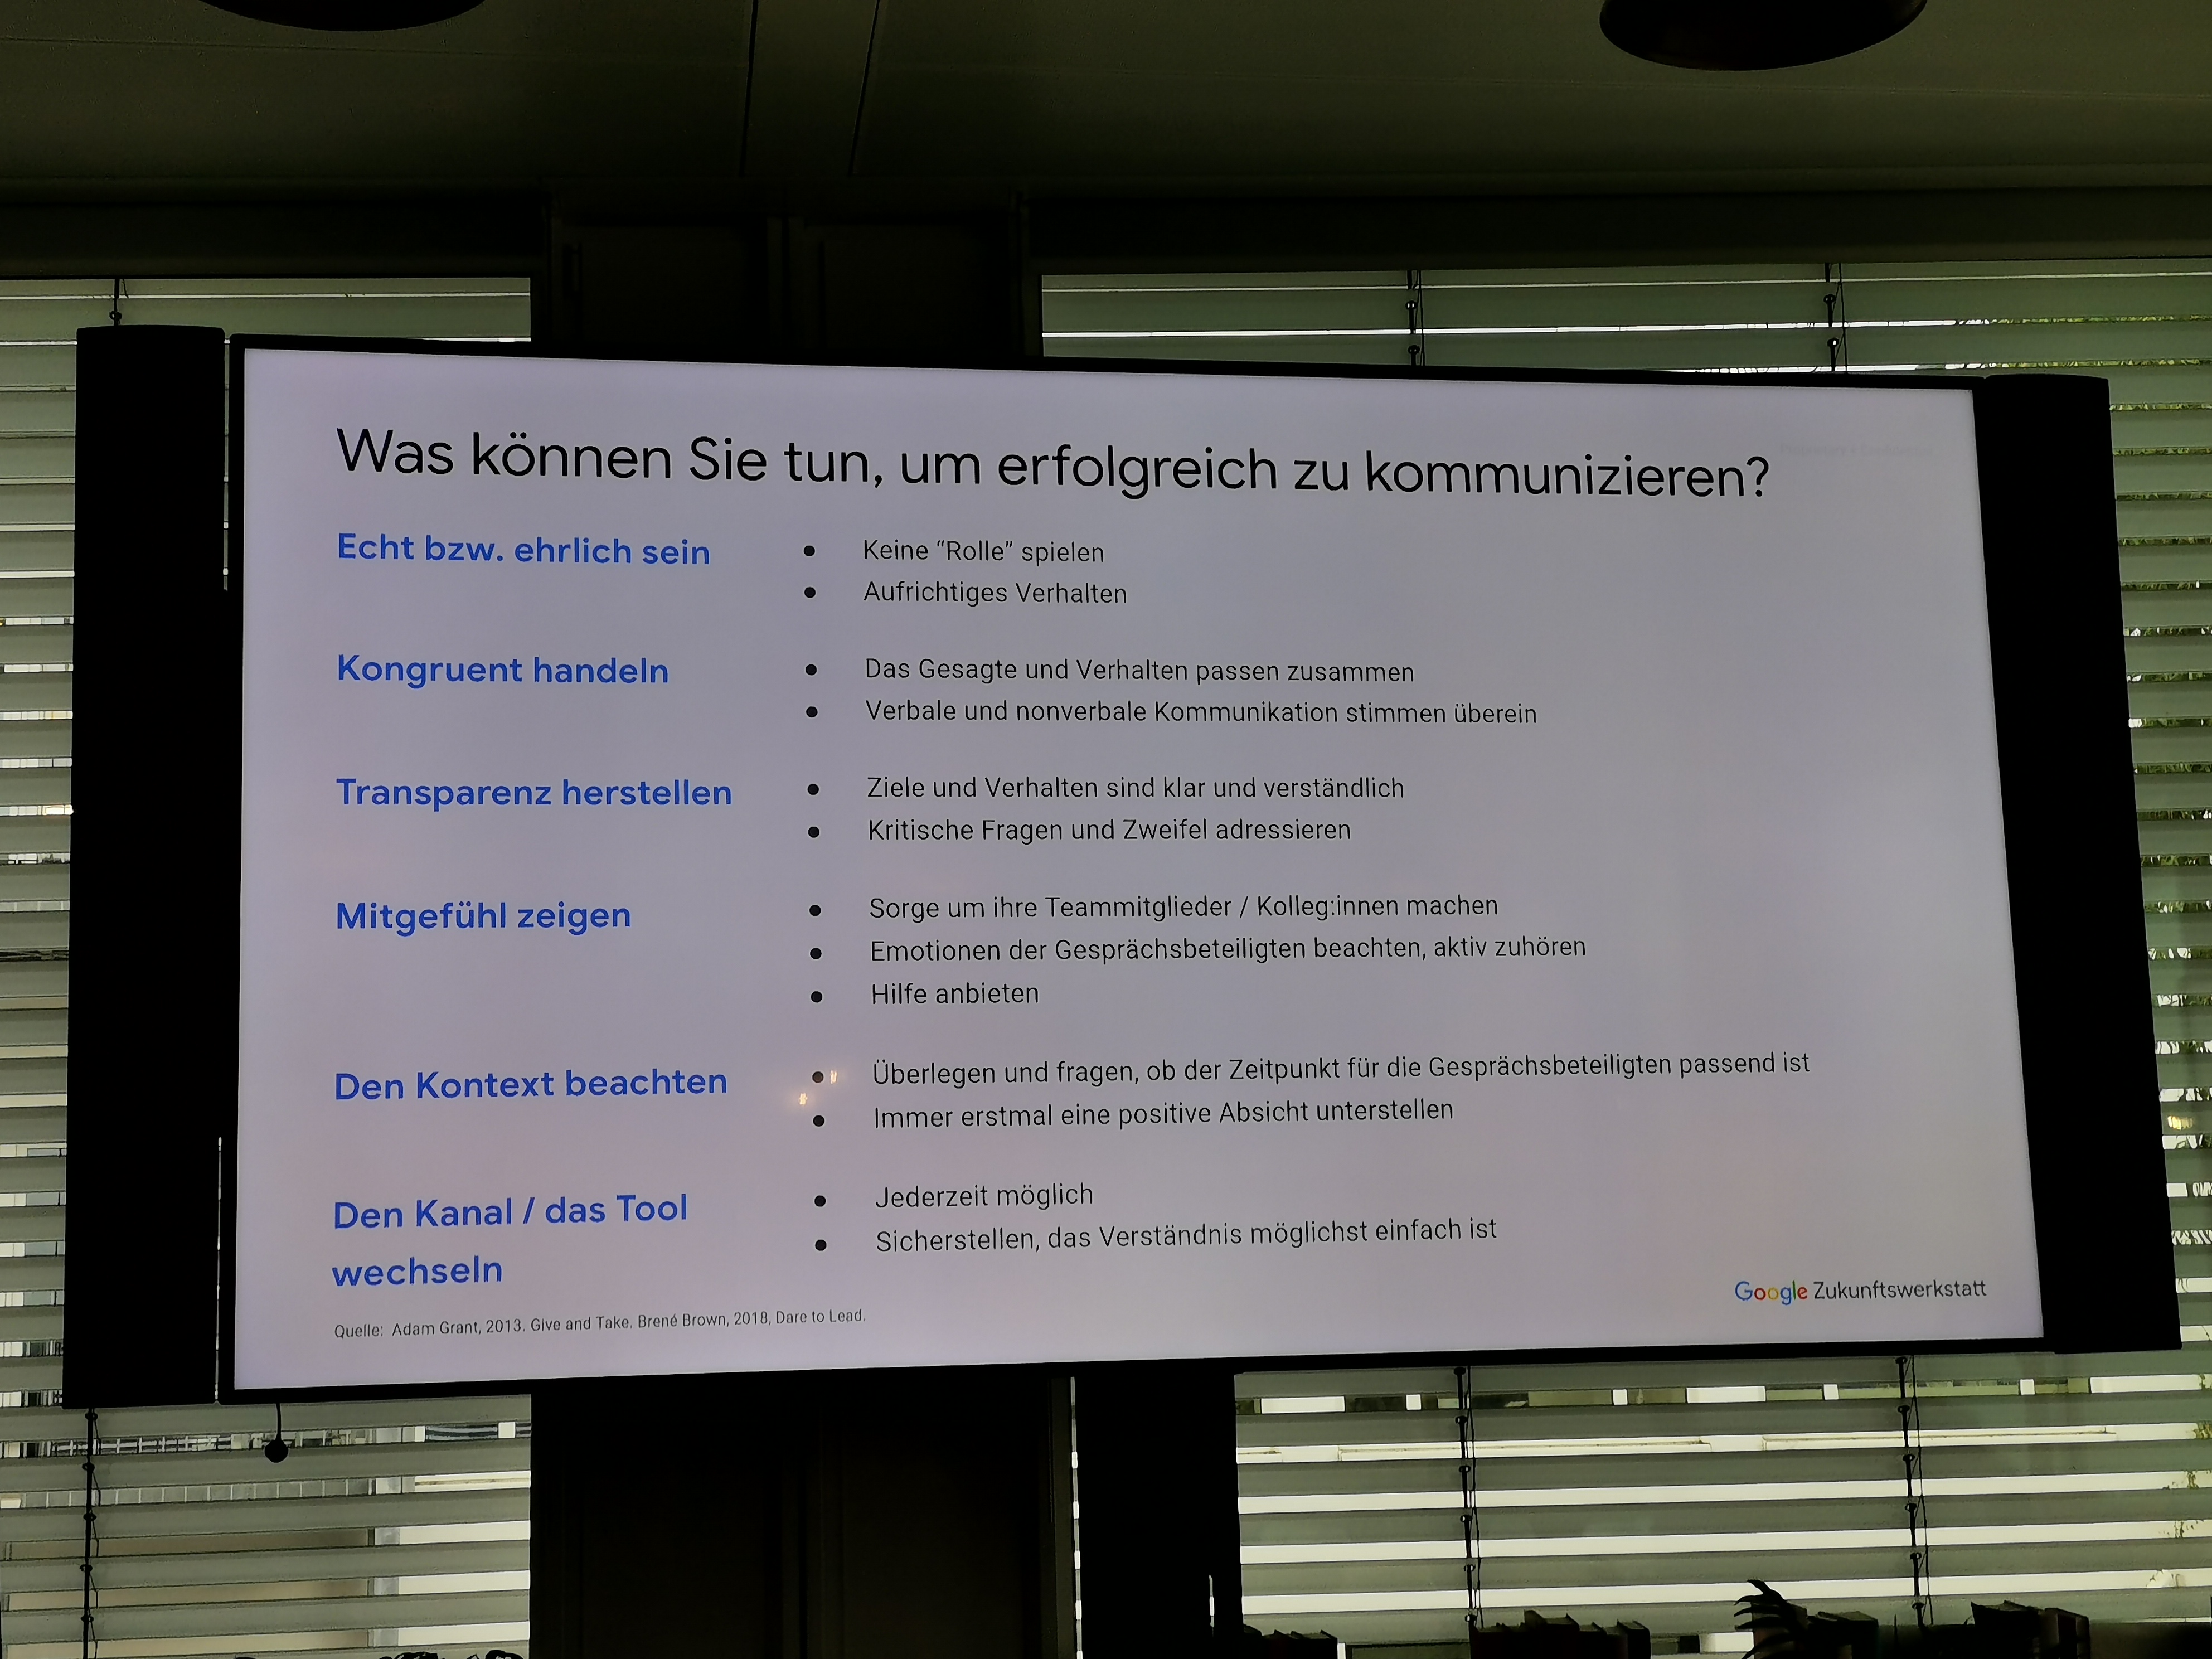 Was können Sie tun, um erfolgreich zu kommunizieren?
Echt bzw. ehrlich sein
● Keine “Rolle” spielen
● Aufrichtiges Verhalten
Kongruent handeln
● Das Gesagte und Verhalten passen zusammen
● Verbale und nonverbale Kommunikation stimmen überein
Transparenz herstellen
● Ziele und Verhalten sind klar und verständlich
● Kritische Fragen und Zweifel adressieren
Mitgefühl zeigen
● Sorge um ihre Teammitglieder / Kolleg:innen machen
● Emotionen der Gesprächsbeteiligten beachten, aktiv zuhören
● Hilfe anbieten
Den Kontext beachten
● Überlegen und fragen, ob der Zeitpunkt für die Gesprächsbeteiligten passend ist
● Immer erstmal eine positive Absicht unterstellen
Den Kanal / das Tool
wechseln
● Jederzeit möglich
● Sicherstellen, das Verständnis möglichst einfach ist
Google Zukunftswerkstatt
Quelle: Adam Grant, 2013. Give and Take. Brené Brown, 2018, Dare to Lead.